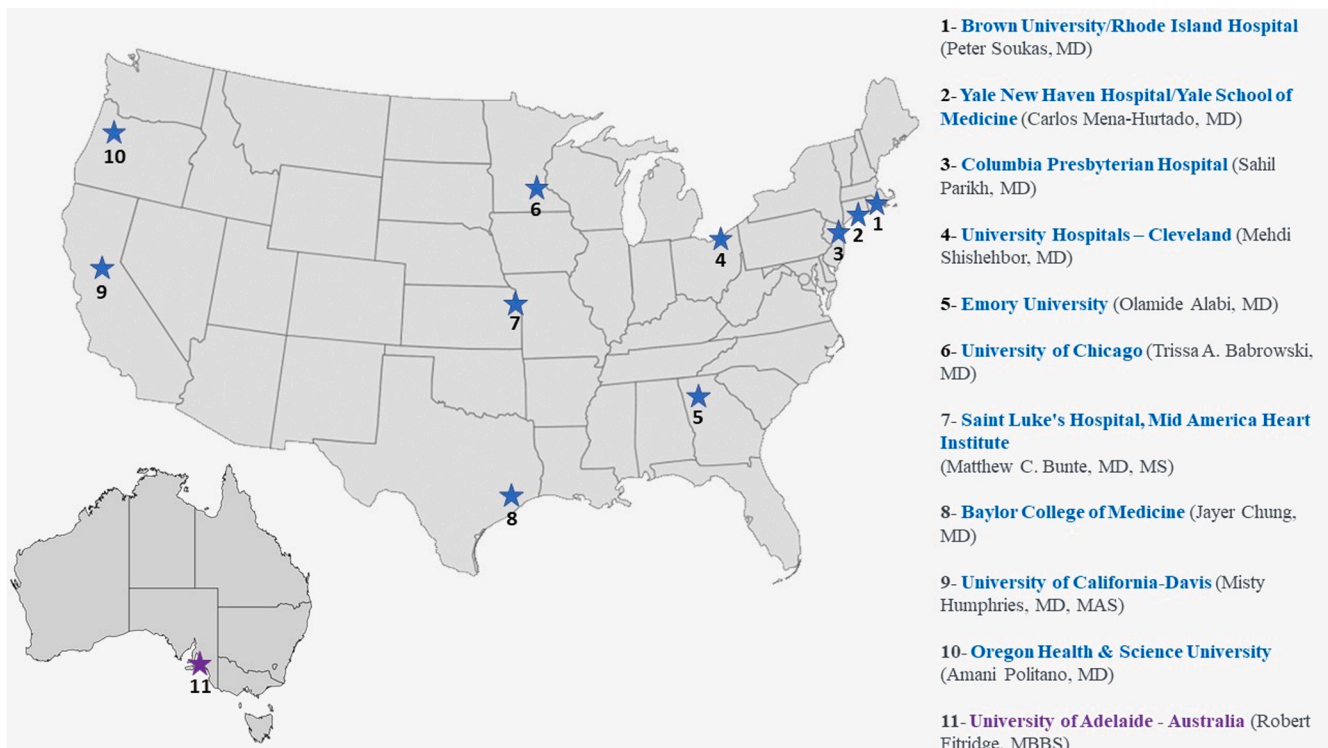 1- Brown University/Rhode Island Hospital
(Peter Soukas, MD)
2- Yale New Haven Hospital/Yale School of
Medicine (Carlos Mena-Hurtado, MD)
3- Columbia Presbyterian Hospital (Sahil
Parikh, MD)
4- University Hospitals – Cleveland (Mehdi
Shishehbor, MD)
5- Emory University (Olamide Alabi, MD)
6- University of Chicago (Trissa A. Babrowski,
MD)
7- Saint Luke's Hospital, Mid America Heart
Institute
(Matthew C. Bunte, MD, MS)
8- Baylor College of Medicine (Jayer Chung,
MD)
9- University of California-Davis (Misty
Humphries, MD, MAS)
10- Oregon Health & Science University
(Amani Politano, MD)
11- University of Adelaide - Australia (Robert
Fitridge, MBBS)
10
6
1
2
3
4
9
7
5
8
11